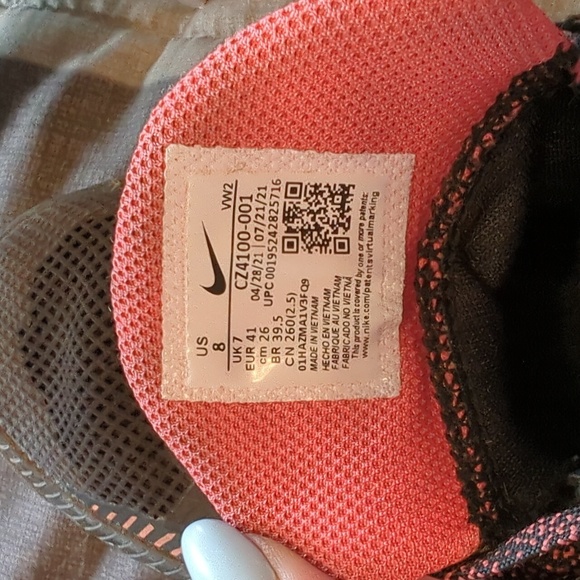 US
8
UK 7
EUR 41
cm 26
BR 39.5
CN 260(2.5)
VW2
CZ4100-001
04/28/21 | 07/21/21
UPC 00195242825716
01HAZMA1V3FO9
MADE IN VIETNAM
HECHO EN VIETNAM
FABRIQUE AU VIETNAM
FABRICADO NO VIETNÃ
This product is covered by one or more patents:
www.nike.com/patentsvirtualmarking